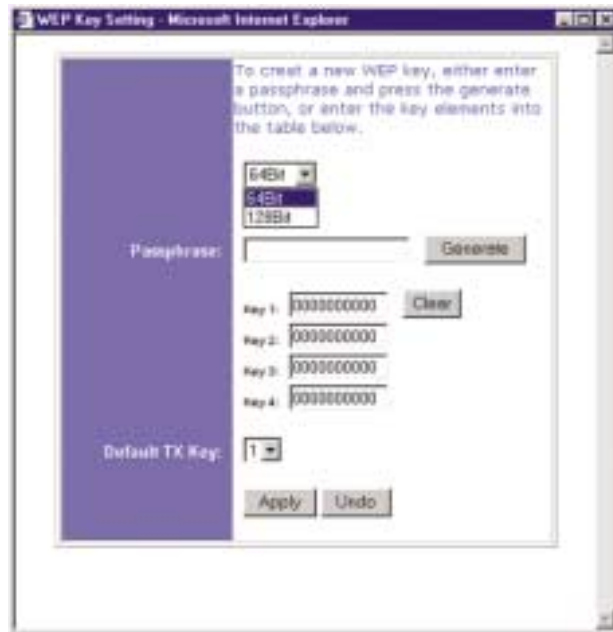 WEP Key Setting - Microsoft Internet Explorer
To creat a new WEP key, either enter
a passphrase and press the generate
button, or enter the key elements into
the table below.
64Bit
64Bit
128Bit
Passphrase: Generate
Key 1: 0000000000 Clear
Key 2: 0000000000
Key 3: 0000000000
Key 4: 0000000000
Default TX Key: 1
Apply Undo